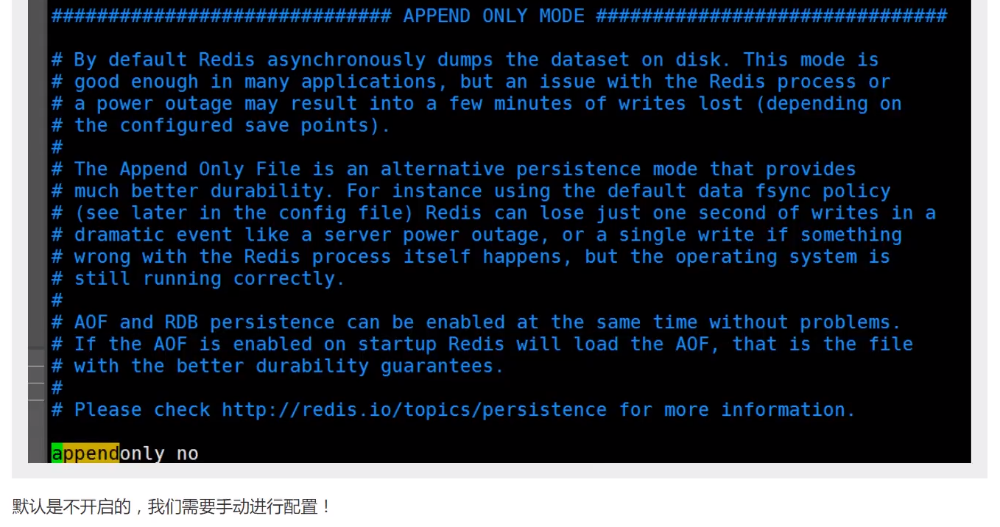 ############################## APPEND ONLY MODE ###############################
# By default Redis asynchronously dumps the dataset on disk. This mode is
# good enough in many applications, but an issue with the Redis process or
# a power outage may result into a few minutes of writes lost (depending on
# the configured save points).
#
# The Append Only File is an alternative persistence mode that provides
# much better durability. For instance using the default data fsync policy
# (see later in the config file) Redis can lose just one second of writes in a
# dramatic event like a server power outage, or a single write if something
# wrong with the Redis process itself happens, but the operating system is
# still running correctly.
#
# AOF and RDB persistence can be enabled at the same time without problems.
# If the AOF is enabled on startup Redis will load the AOF, that is the file
# with the better durability guarantees.
#
# Please check http://redis.io/topics/persistence for more information.
appendonly no
默认是不开启的，我们需要手动进行配置！